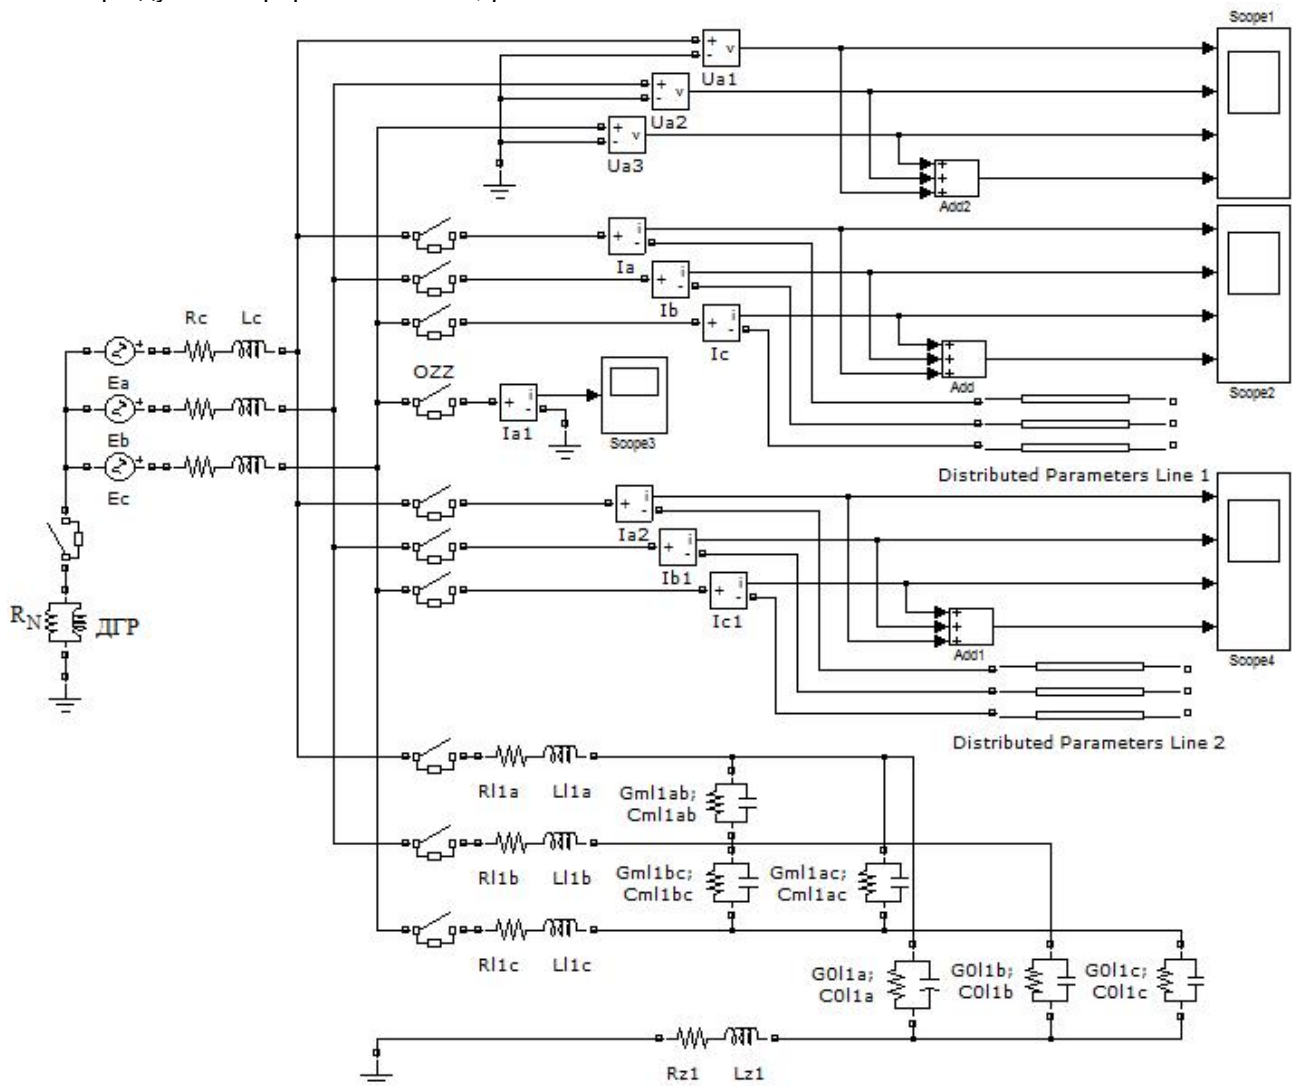 Scope1
Ua1
Ua2
Ua3
Add2
Ia
Ib
Ic
Add
Scope2
Rc Lc
Ea
Eb
Ec
OZZ
Ia1
Scope3
Distributed Parameters Line 1
Ia2
Ib1
Ic1
Add1
Scope4
R_N ДГР
Distributed Parameters Line 2
Rl1a Ll1a
Gml1ab;
Cml1ab
Rl1b Ll1b
Gml1bc;
Cml1bc
Gml1ac;
Cml1ac
Rl1c Ll1c
G0l1a;
C0l1a
G0l1b;
C0l1b
G0l1c;
C0l1c
Rz1 Lz1